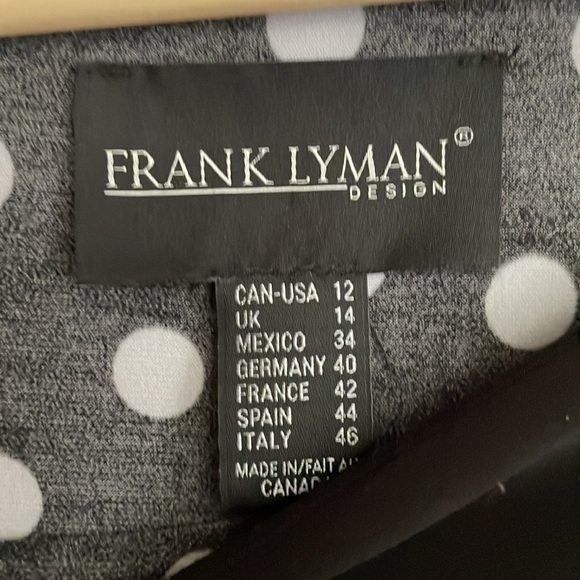 FRANK LYMAN®
DESIGN
CAN-USA 12
UK 14
MEXICO 34
GERMANY 40
FRANCE 42
SPAIN 44
ITALY 46
MADE IN/FAIT AU